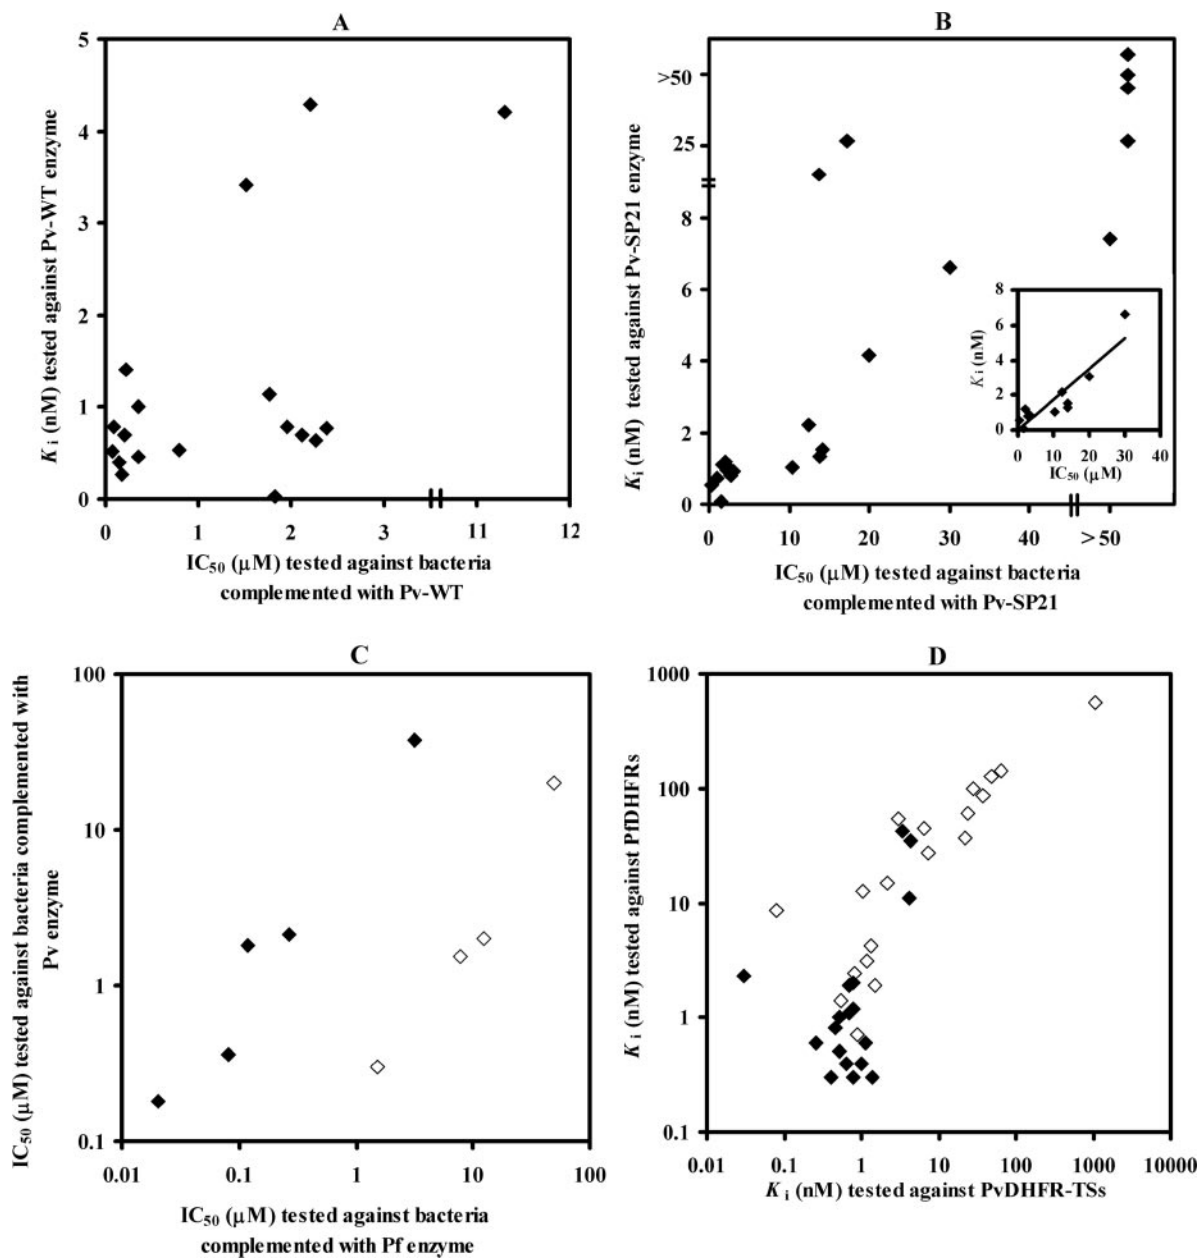 A
K i (nM) tested against Pv-WT enzyme
5
4
3
2
1
0
0 1 2 3 11 12
IC50 (μM) tested against bacteria
complemented with Pv-WT
B
Ki (nM) tested against Pv-SP21 enzyme
>50
25
8
6
4
2
0
0 10 20 30 40 >50
IC50 (μM) tested against bacteria
complemented with Pv-SP21
Ki (nM)
8
6
4
2
0
0 10 20 30 40
IC50 (μM)
C
IC50 (μM) tested against bacteria complemented with
Pv enzyme
100
10
1
0.1
0.01 0.1 1 10 100
IC50 (μM) tested against bacteria
complemented with Pf enzyme
D
K i (nM) tested against PfDHFRs
1000
100
10
1
0.1
0.01 0.1 1 10 100 1000 10000
K i (nM) tested against PvDHFR-TSs